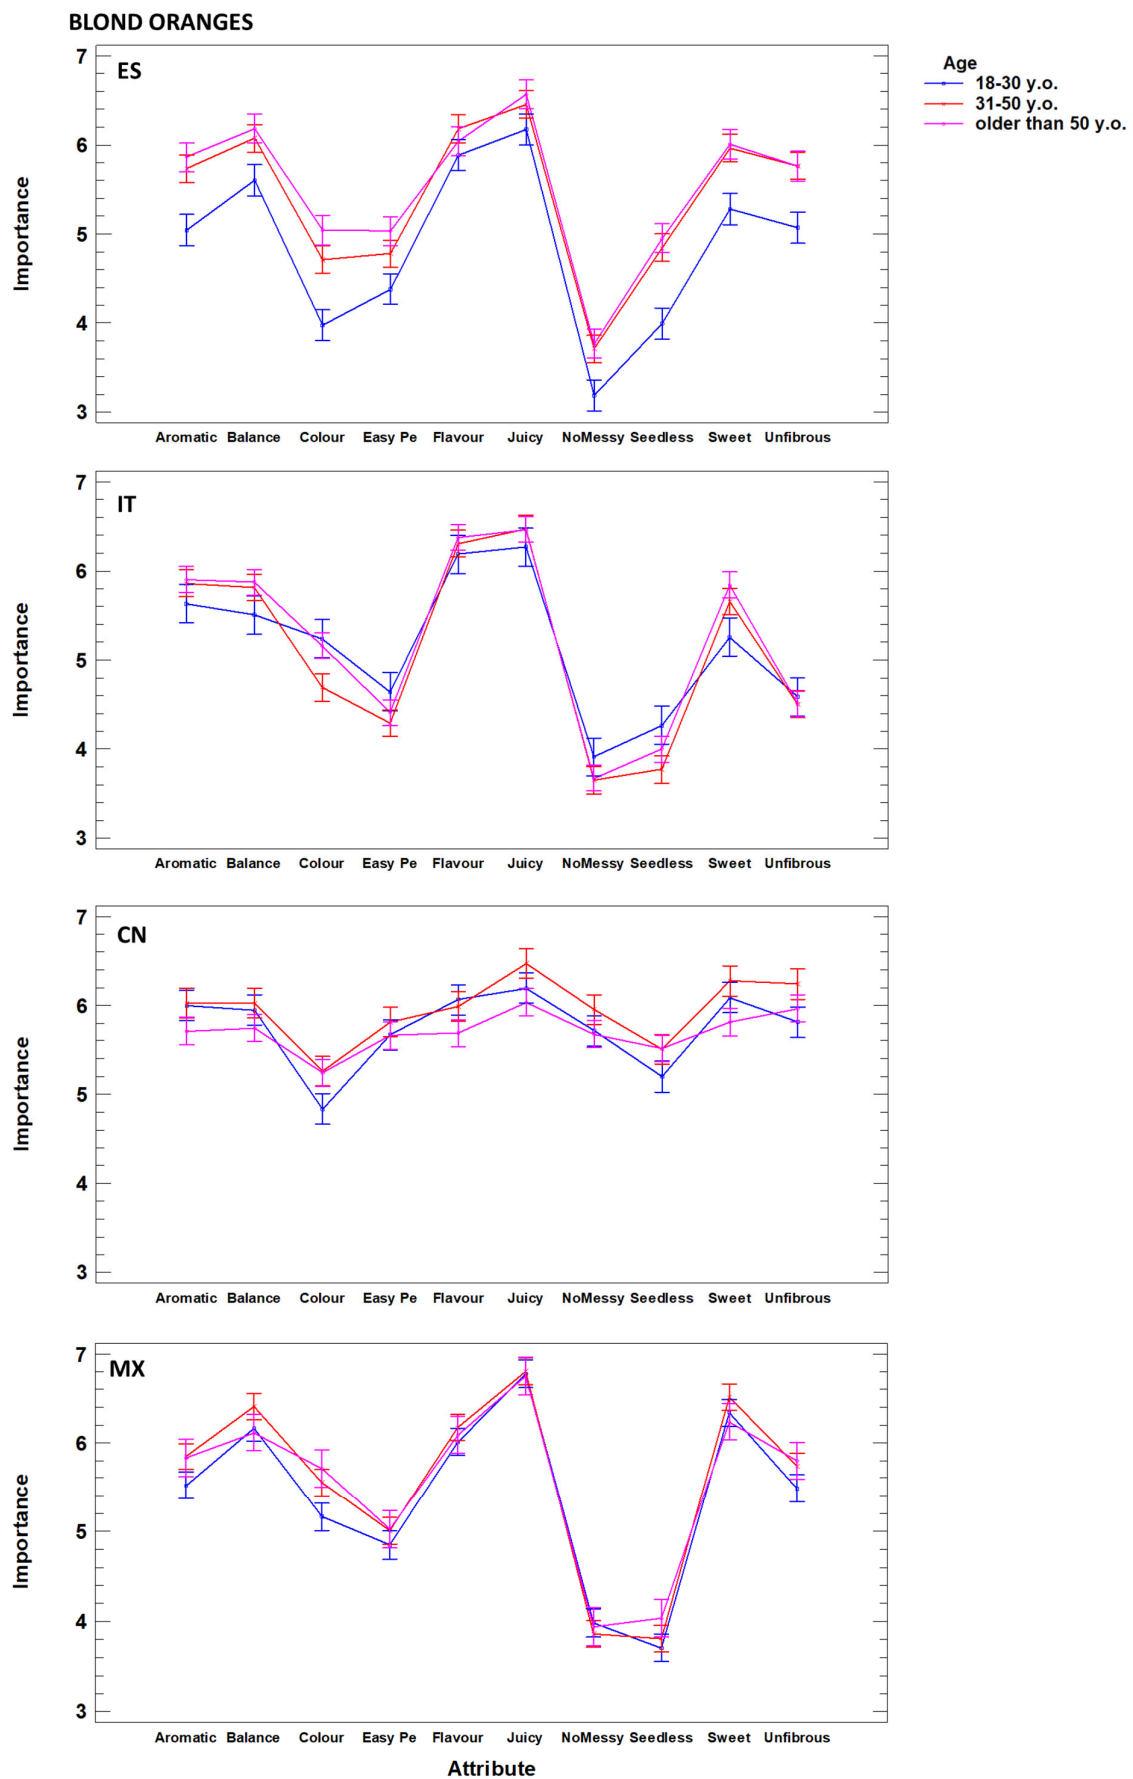 BLOND ORANGES
Age
18-30 y.o.
31-50 y.o.
older than 50 y.o.
ES
7
6
5
4
3
Importance
Aromatic Balance Colour Easy Pe Flavour Juicy NoMessy Seedless Sweet Unfibrous
IT
7
6
5
4
3
Importance
Aromatic Balance Colour Easy Pe Flavour Juicy NoMessy Seedless Sweet Unfibrous
CN
7
6
5
4
3
Importance
Aromatic Balance Colour Easy Pe Flavour Juicy NoMessy Seedless Sweet Unfibrous
MX
7
6
5
4
3
Importance
Aromatic Balance Colour Easy Pe Flavour Juicy NoMessy Seedless Sweet Unfibrous
Attribute